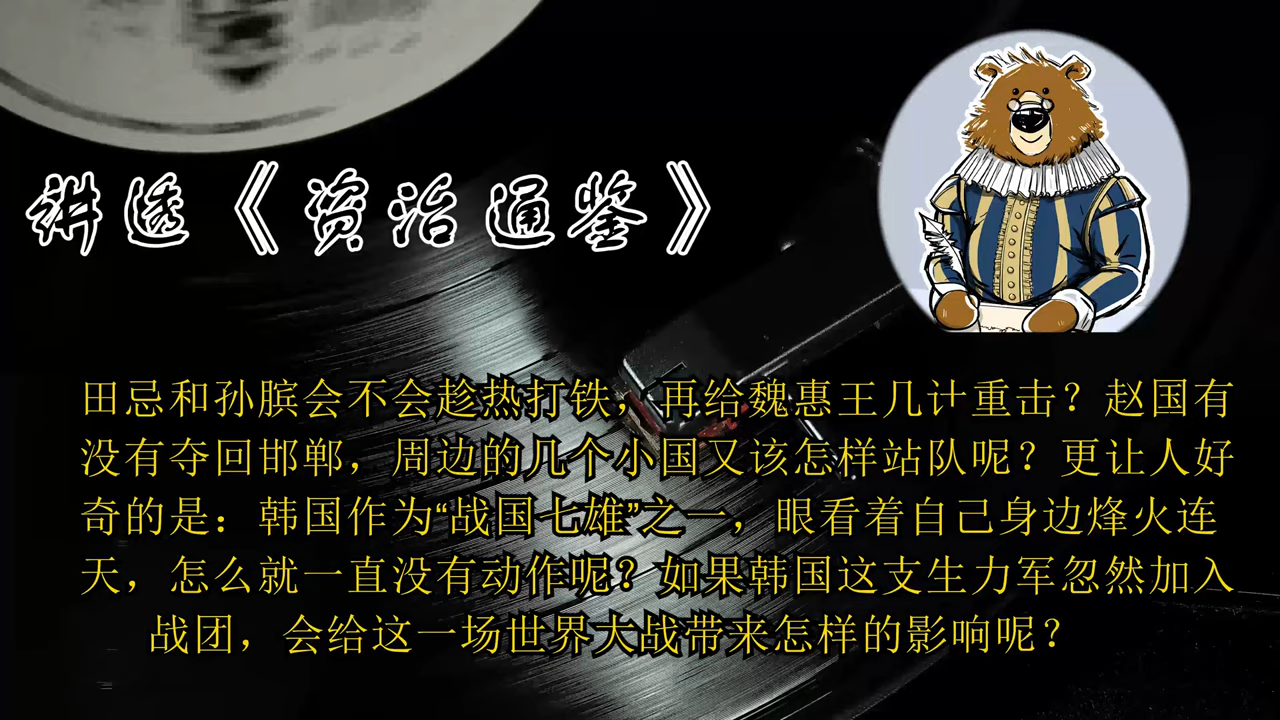 讲透《资治通鉴》
田忌和孙膑会不会趁热打铁，再给魏惠王几计重击？赵国有
没有夺回邯郸，周边的几个小国又该怎样站队呢？更让人好
奇的是：韩国作为“战国七雄”之一，眼看着自己身边烽火连
天，怎么就一直没有动作呢？如果韩国这支生力军忽然加入
战团，会给这一场世界大战带来怎样的影响呢？